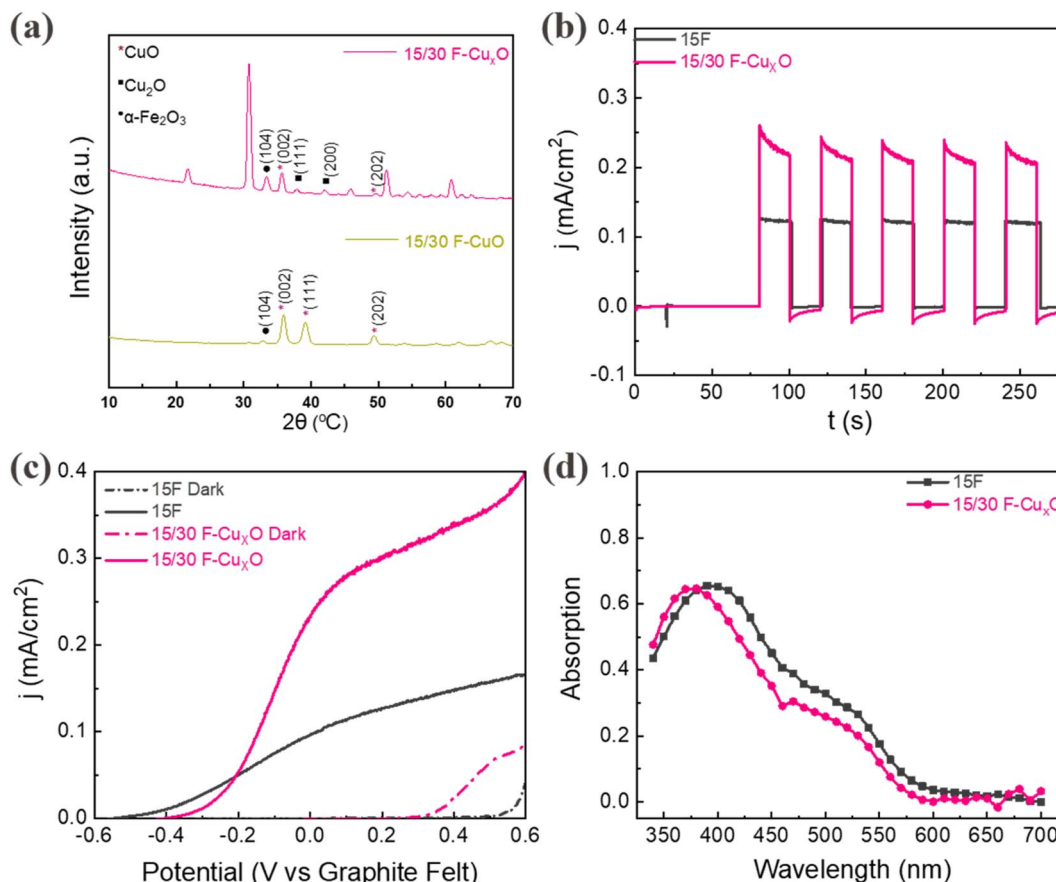 (a)
*CuO
■Cu₂O
●α-Fe₂O₃
15/30 F-CuₓO
●(104)
*(002)
■(111)
■(200)
*(202)
15/30 F-CuO
●(104)
*(002)
*(111)
*(202)
Intensity (a.u.)
10 20 30 40 50 60 70
2θ (°C)
(b)
15F
15/30 F-CuₓO
0.4
0.3
0.2
0.1
0.0
-0.1
j (mA/cm²)
0 50 100 150 200 250
t (s)
(c)
15F Dark
15F
15/30 F-CuₓO Dark
15/30 F-CuₓO
0.4
0.3
0.2
0.1
0.0
j (mA/cm²)
-0.6 -0.4 -0.2 0.0 0.2 0.4 0.6
Potential (V vs Graphite Felt)
(d)
15F
15/30 F-CuₓO
1.0
0.8
0.6
0.4
0.2
0.0
Absorption
350 400 450 500 550 600 650 700
Wavelength (nm)